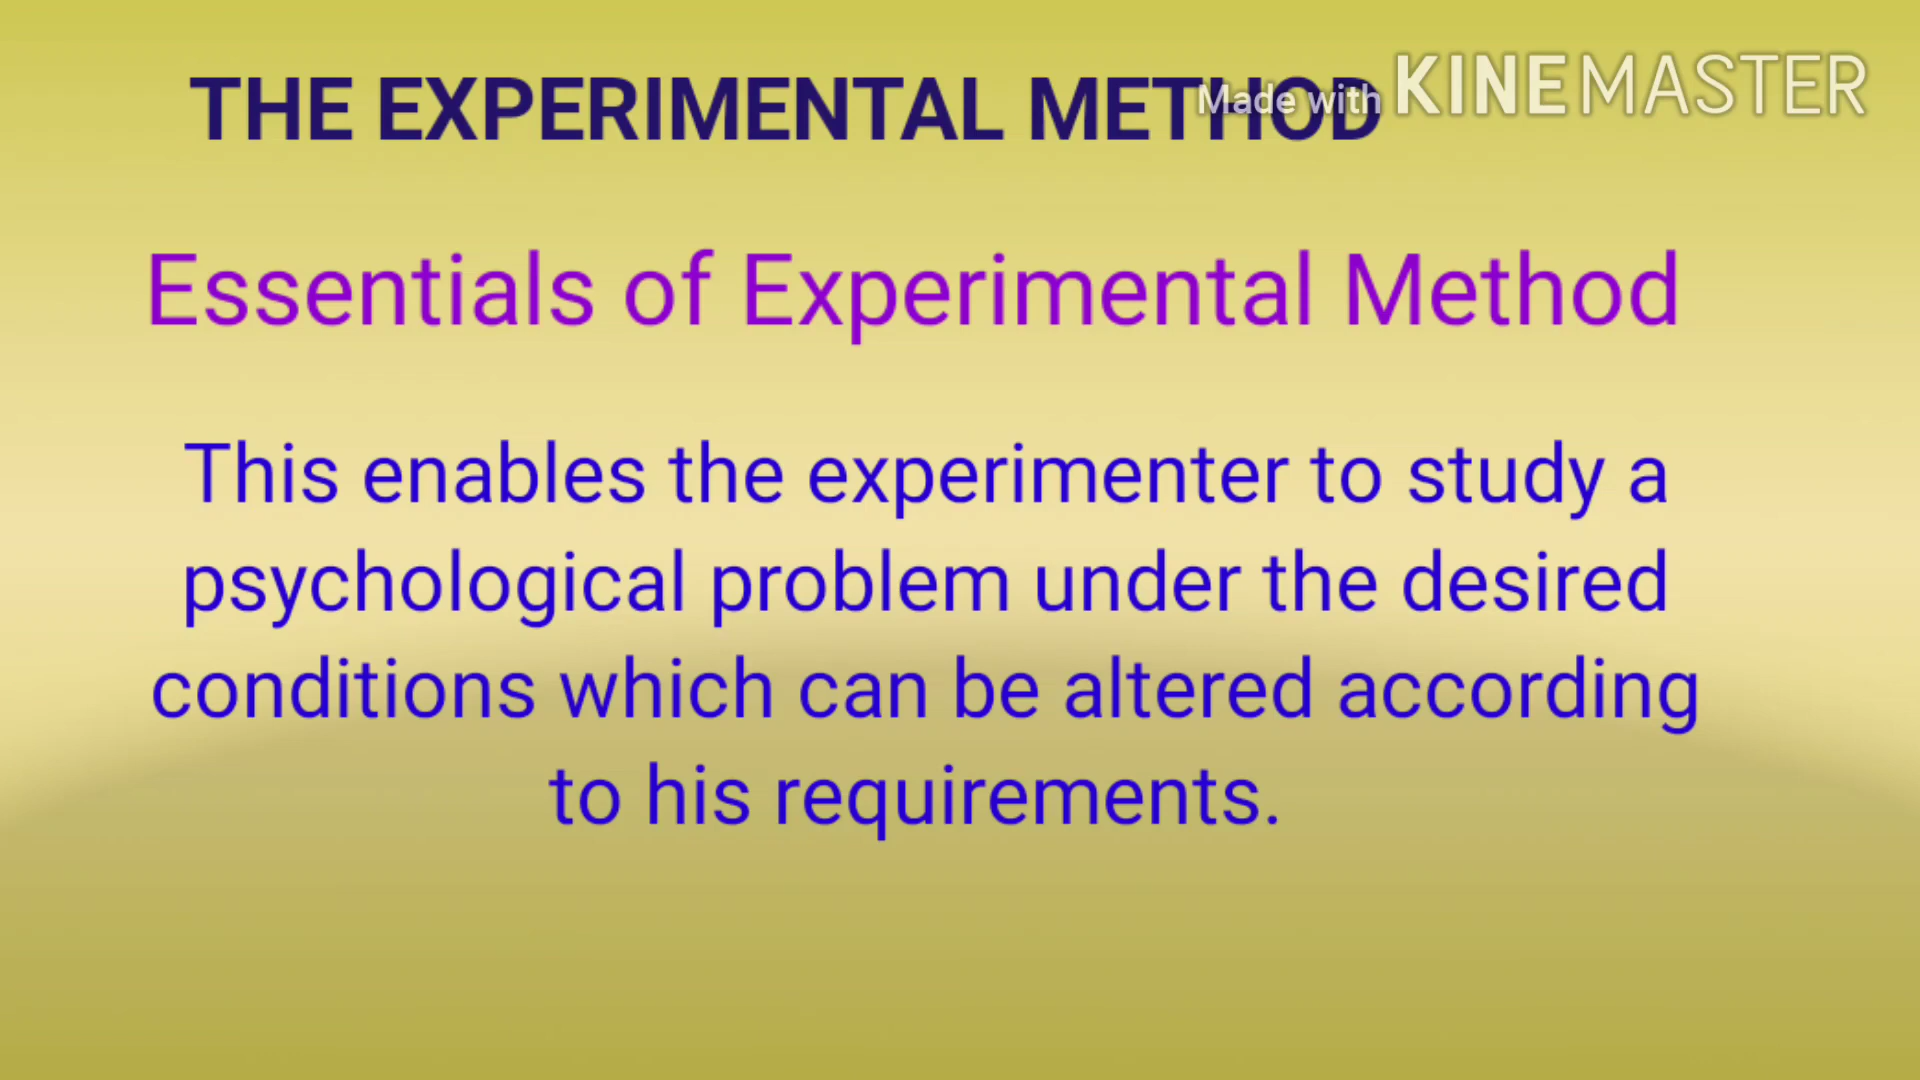 THE EXPERIMENTAL METHOD
Made with KINEMASTER
Essentials of Experimental Method
This enables the experimenter to study a
psychological problem under the desired
conditions which can be altered according
to his requirements.